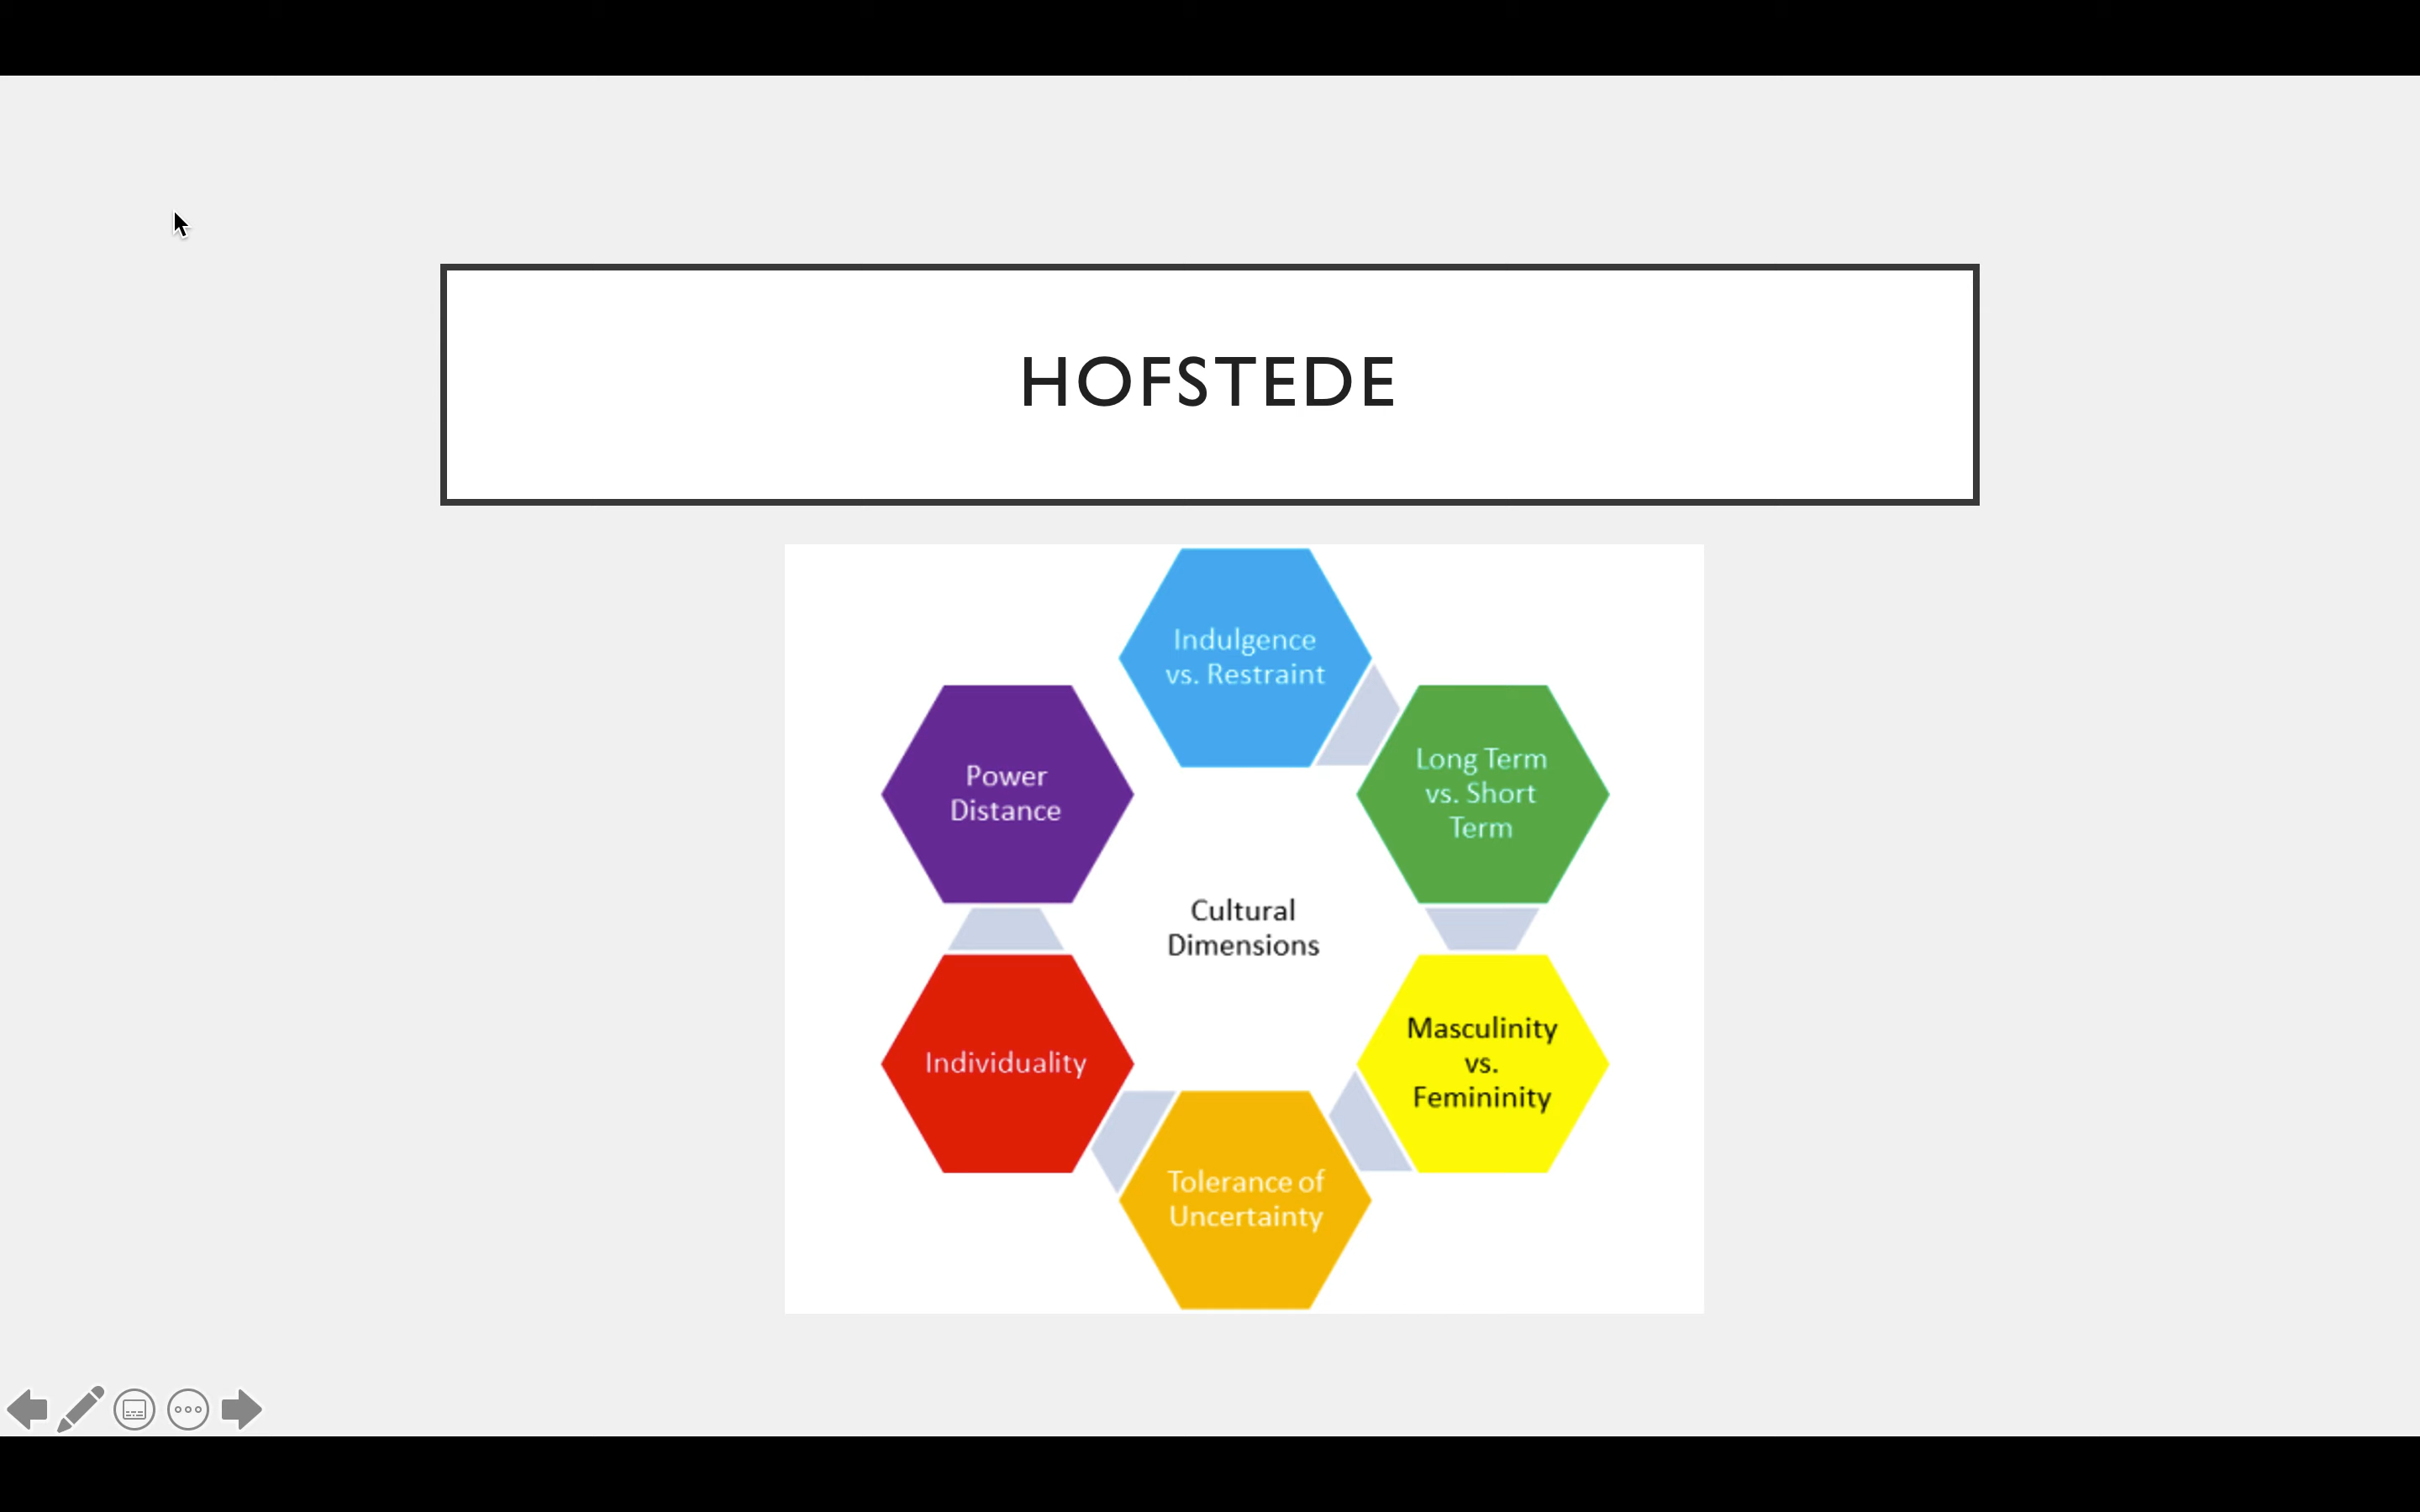 HOFSTEDE
Indulgence
vs. Restraint
Power
Distance
Long Term
vs. Short
Term
Cultural
Dimensions
Individuality
Masculinity
vs.
Femininity
Tolerance of
Uncertainty